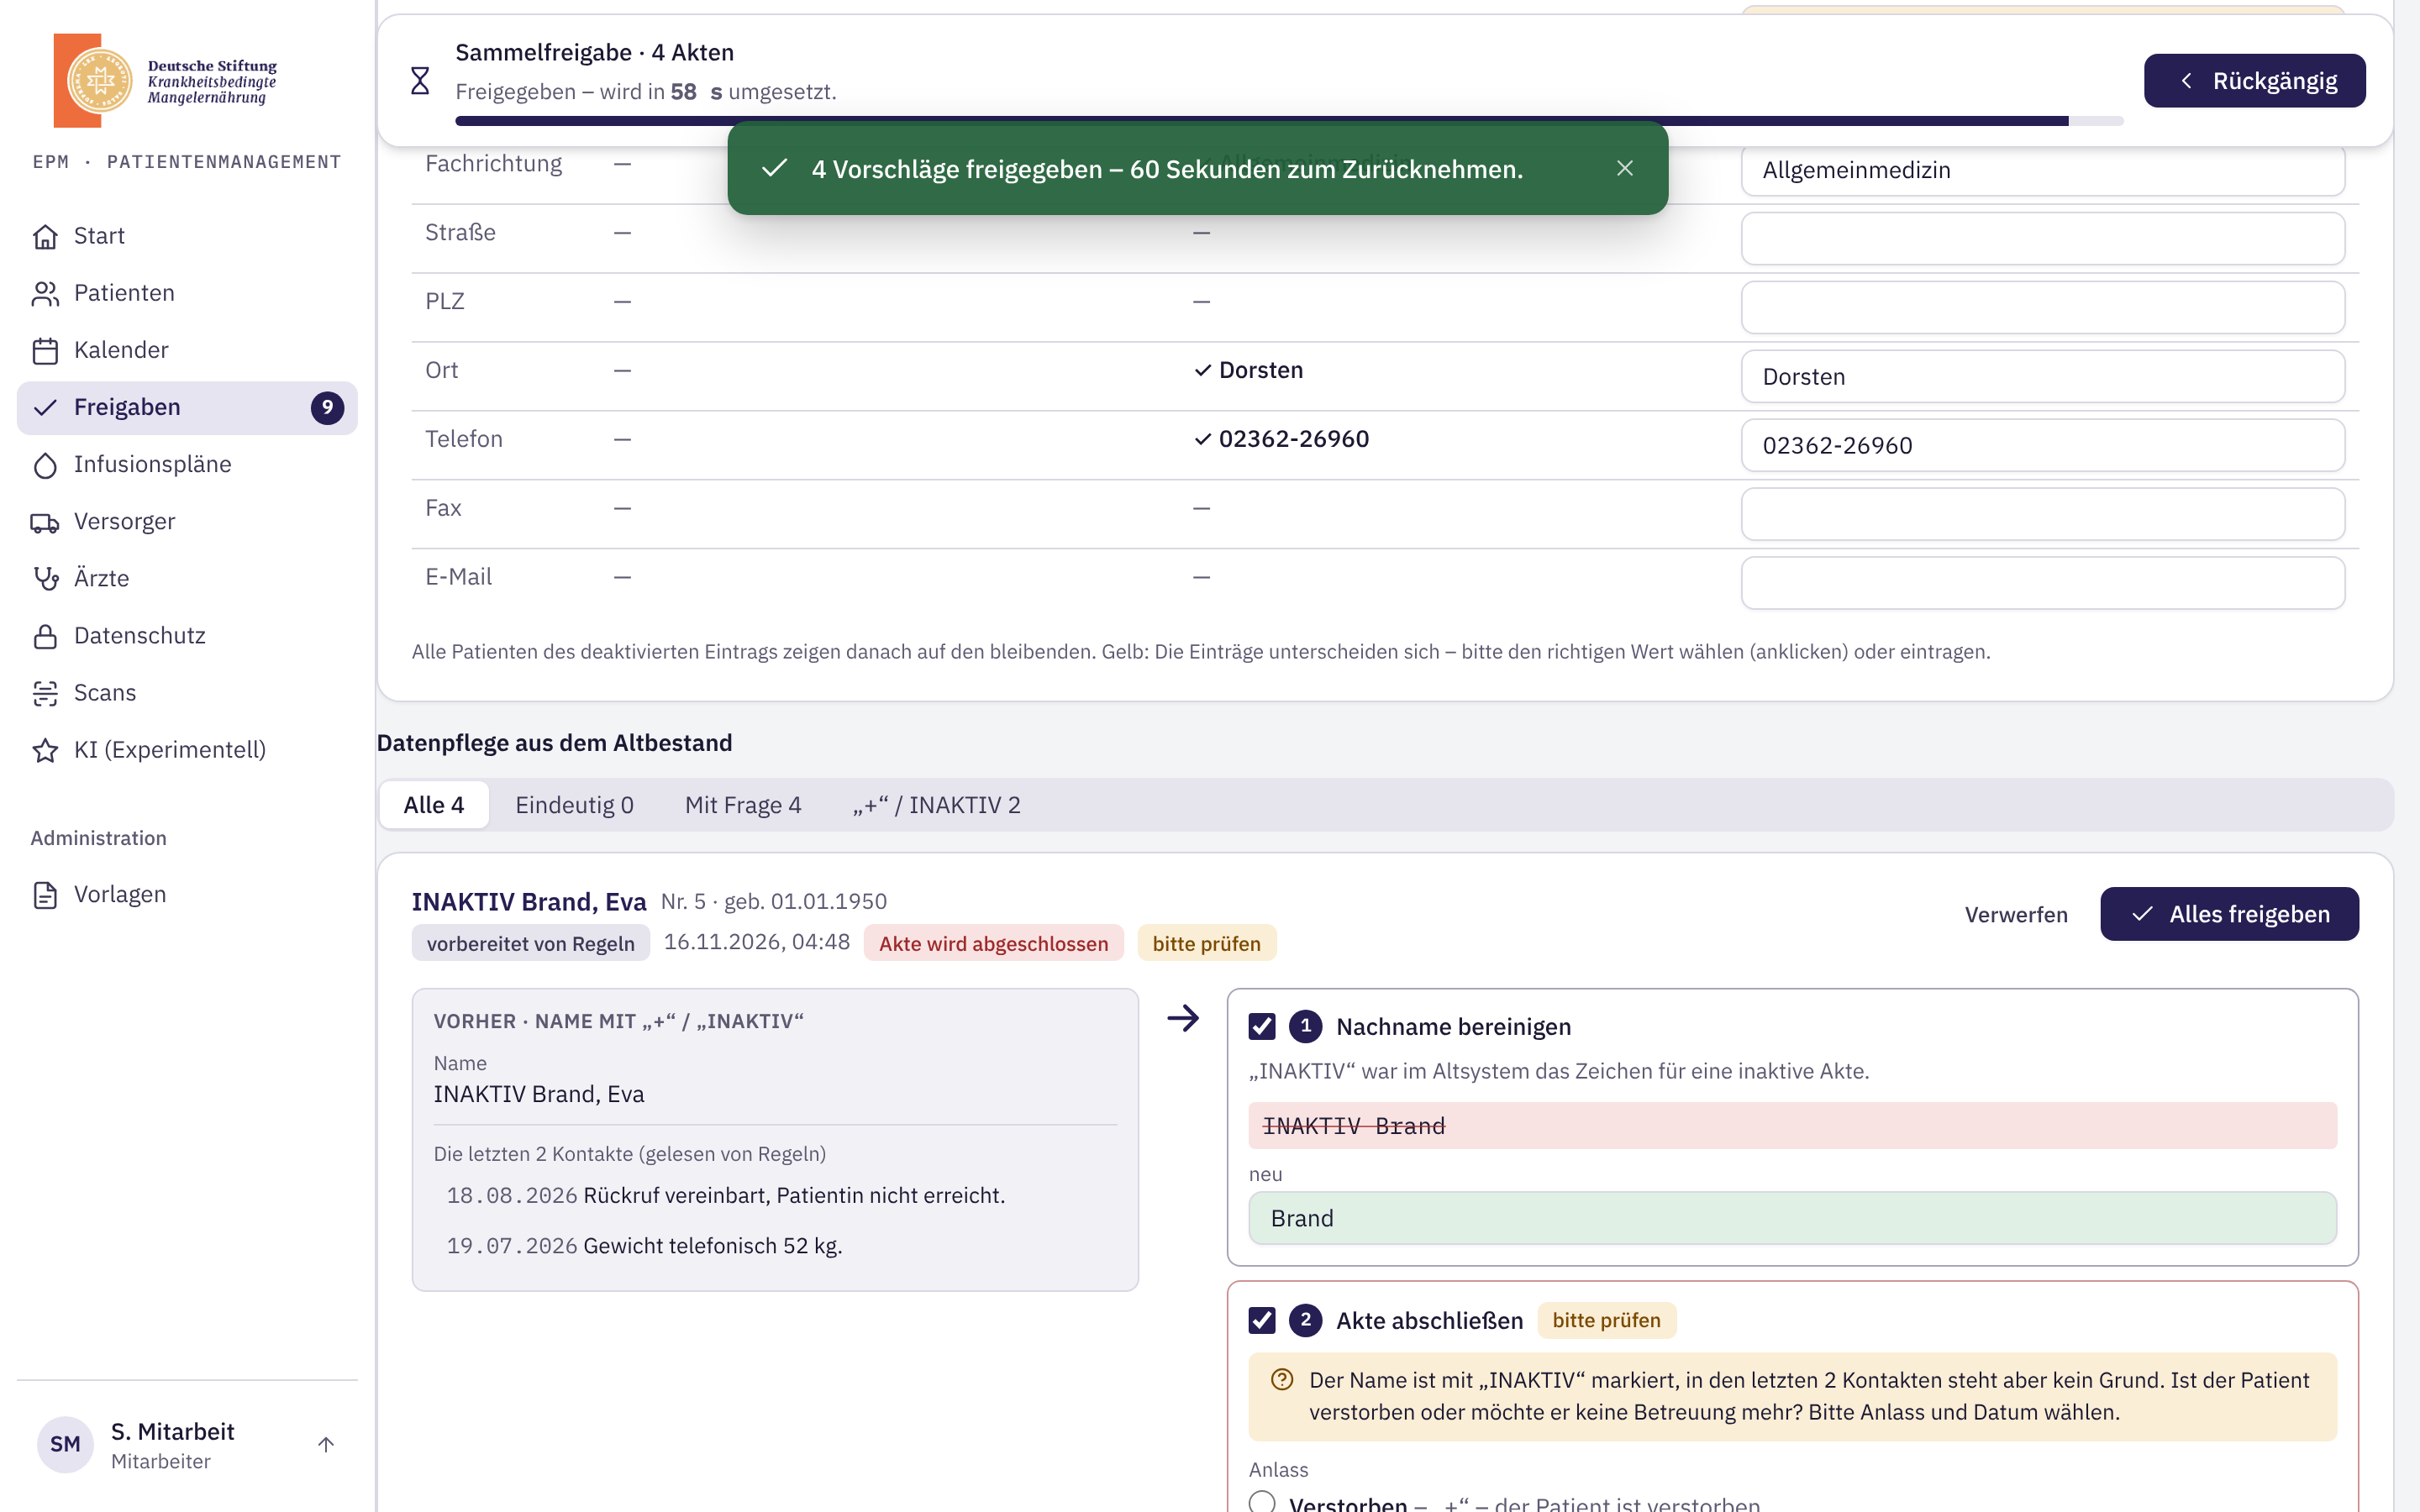 Deutsche Stiftung
Krankheitsbedingte
Mangelernährung
EPM · PATIENTENMANAGEMENT
Start
Patienten
Kalender
Freigaben 9
Infusionspläne
Versorger
Ärzte
Datenschutz
Scans
KI (Experimentell)
Administration
Vorlagen
SM
S. Mitarbeit
Mitarbeiter
Sammelfreigabe · 4 Akten
Freigegeben – wird in 58 s umgesetzt.
Rückgängig
4 Vorschläge freigegeben – 60 Sekunden zum Zurücknehmen.
Fachrichtung — Allgemeinmedizin
Straße — —
PLZ — —
Ort — Dorsten Dorsten
Telefon — 02362-26960 02362-26960
Fax — —
E-Mail — —
Alle Patienten des deaktivierten Eintrags zeigen danach auf den bleibenden. Gelb: Die Einträge unterscheiden sich – bitte den richtigen Wert wählen (anklicken) oder eintragen.
Datenpflege aus dem Altbestand
Alle 4 Eindeutig 0 Mit Frage 4 „+“ / INAKTIV 2
INAKTIV Brand, Eva Nr. 5 · geb. 01.01.1950
vorbereitet von Regeln 16.11.2026, 04:48 Akte wird abgeschlossen bitte prüfen
Verwerfen Alles freigeben
VORHER · NAME MIT „+“ / „INAKTIV“
Name
INAKTIV Brand, Eva
Die letzten 2 Kontakte (gelesen von Regeln)
18.08.2026 Rückruf vereinbart, Patientin nicht erreicht.
19.07.2026 Gewicht telefonisch 52 kg.
1 Nachname bereinigen
„INAKTIV“ war im Altsystem das Zeichen für eine inaktive Akte.
INAKTIV Brand
neu
Brand
2 Akte abschließen bitte prüfen
Der Name ist mit „INAKTIV“ markiert, in den letzten 2 Kontakten steht aber kein Grund. Ist der Patient
verstorben oder möchte er keine Betreuung mehr? Bitte Anlass und Datum wählen.
Anlass
Verstorben – „+“ – der Patient ist verstorben